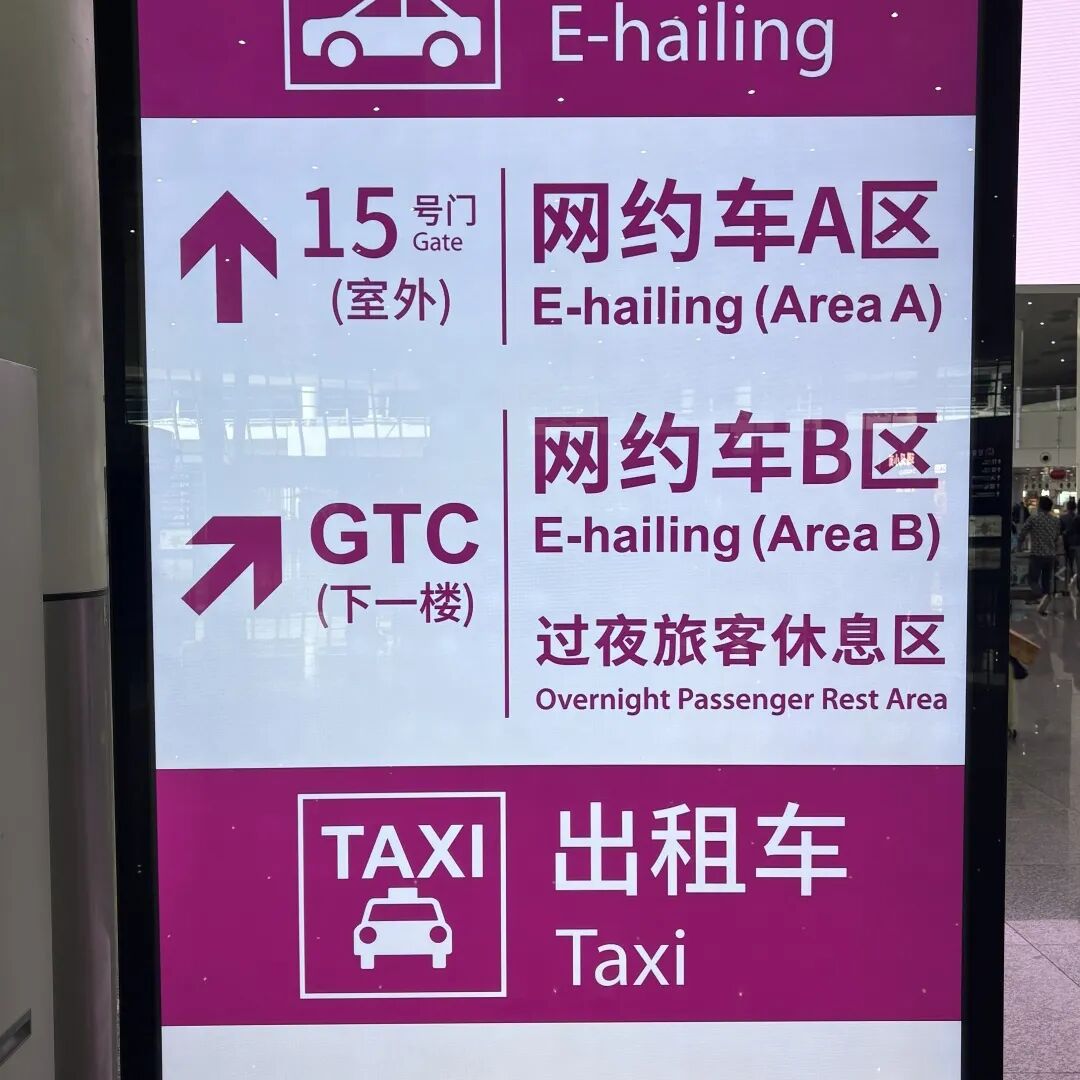 E-hailing
15 号门
Gate
(室外)
网约车A区
E-hailing (Area A)
GTC
(下一楼)
网约车B区
E-hailing (Area B)
过夜旅客休息区
Overnight Passenger Rest Area
TAXI
出租车
Taxi